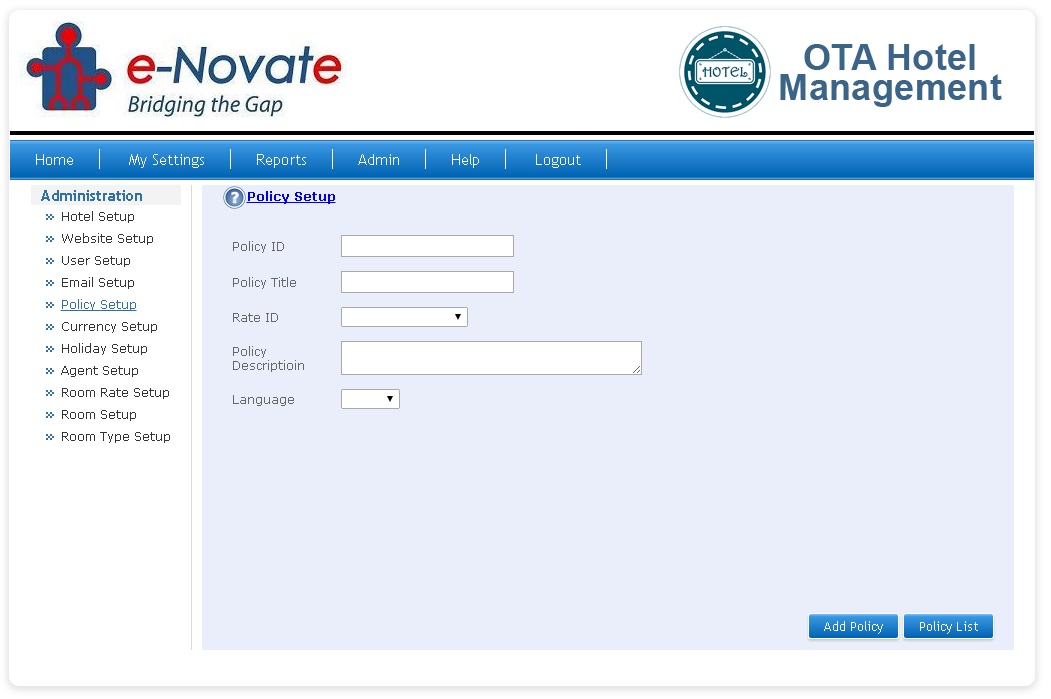 e-Novate
Bridging the Gap
HOTEL
OTA Hotel
Management
Home
My Settings
Reports
Admin
Help
Logout
Administration
Hotel Setup
Website Setup
User Setup
Email Setup
Policy Setup
Currency Setup
Holiday Setup
Agent Setup
Room Rate Setup
Room Setup
Room Type Setup
? Policy Setup
Policy ID
Policy Title
Rate ID
Policy
Descriptioin
Language
Add Policy
Policy List